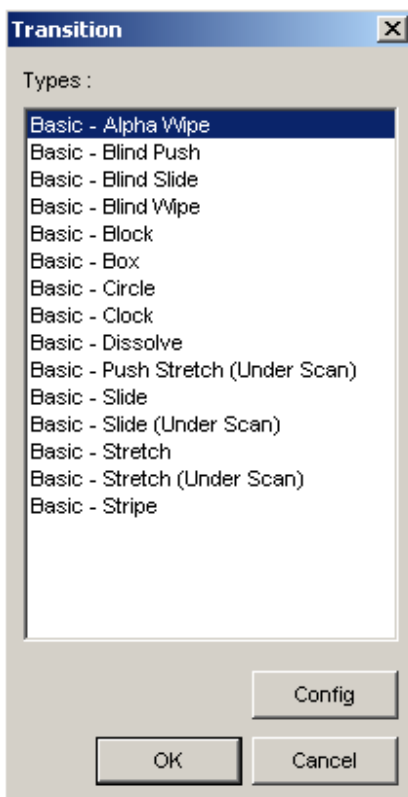 Transition
Types :
Basic - Alpha Wipe
Basic - Blind Push
Basic - Blind Slide
Basic - Blind Wipe
Basic - Block
Basic - Box
Basic - Circle
Basic - Clock
Basic - Dissolve
Basic - Push Stretch (Under Scan)
Basic - Slide
Basic - Slide (Under Scan)
Basic - Stretch
Basic - Stretch (Under Scan)
Basic - Stripe
Config
OK Cancel